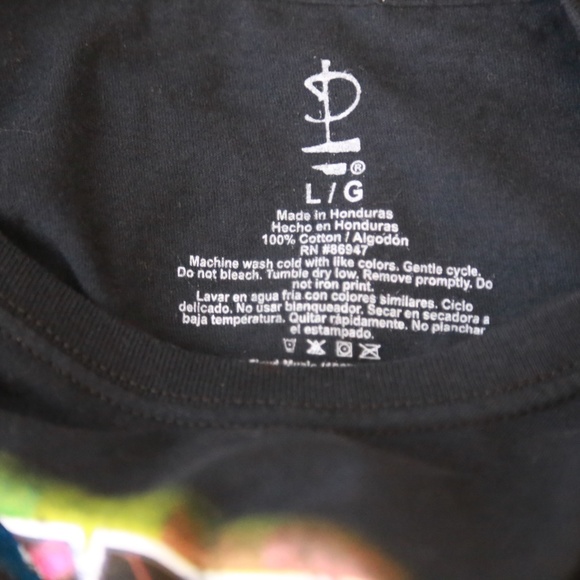 ®
L / G
Made in Honduras
Hecho en Honduras
100% Cotton / Algodón
RN #86947
Machine wash cold with like colors. Gentle cycle.
Do not bleach. Tumble dry low. Remove promptly. Do
not iron print.
Lavar en agua fria con colores similares. Ciclo
delicado. No usar blanqueador. Secar en secadora a
baja temperatura. Quitar rápidamente. No planchar
el estampado.